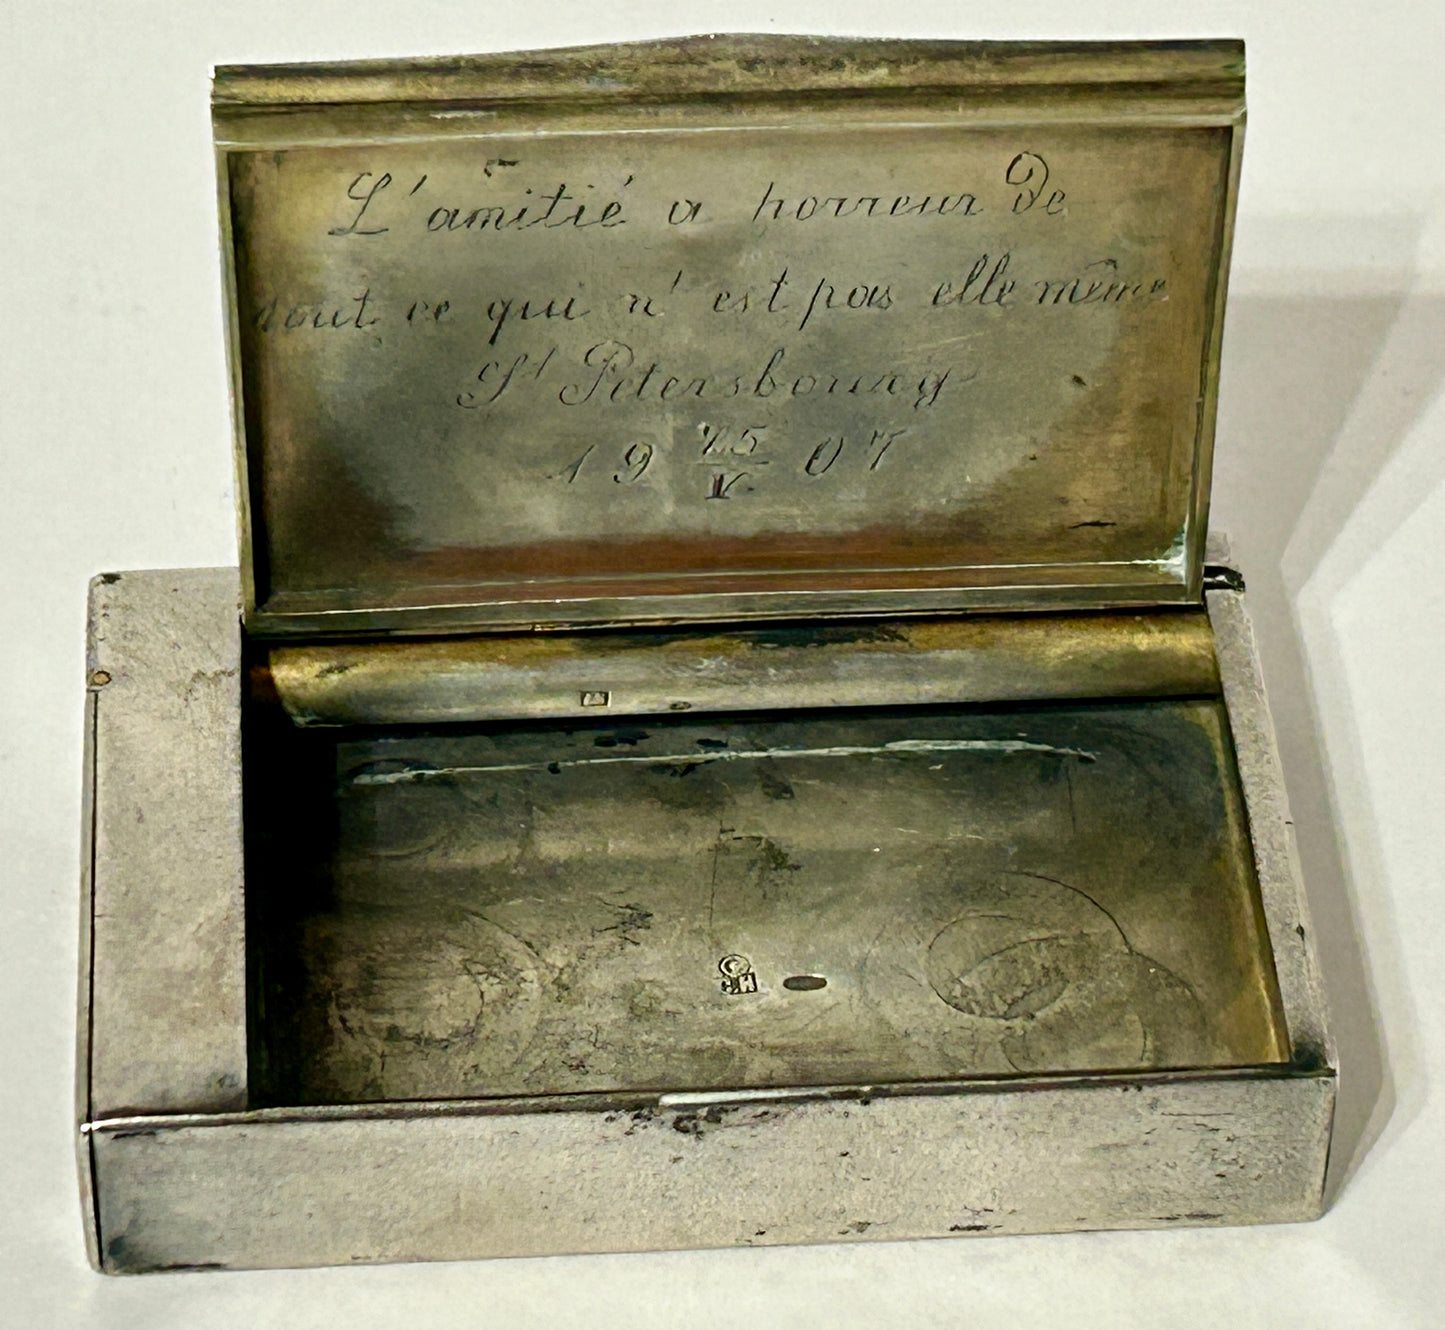 L'amitié a horreur de
tout ce qui n'est pas elle même
St Petersbourg
19 25/V 07